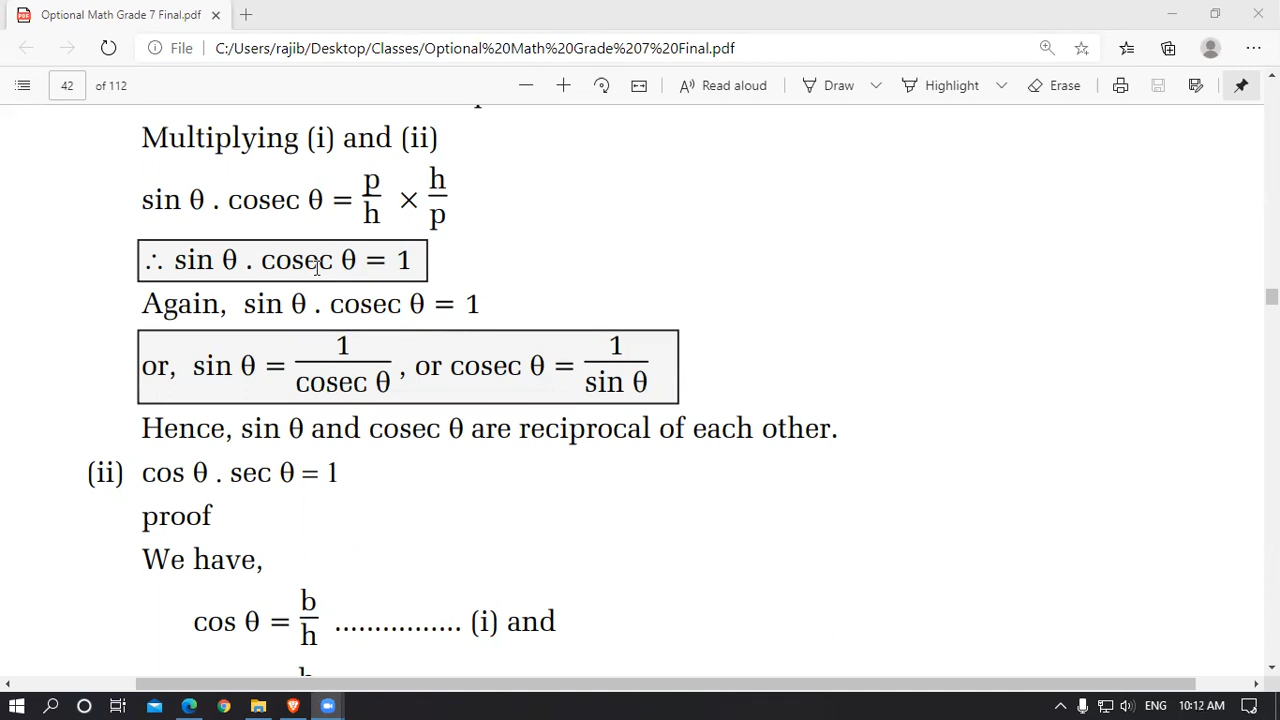 Optional Math Grade 7 Final.pdf
File C:/Users/rajib/Desktop/Classes/Optional%20Math%20Grade%207%20Final.pdf
42 of 112 Read aloud Draw Highlight Erase
Multiplying (i) and (ii)
sin θ . cosec θ = p/h × h/p
∴ sin θ . cosec θ = 1
Again, sin θ . cosec θ = 1
or, sin θ = 1/cosec θ , or cosec θ = 1/sin θ
Hence, sin θ and cosec θ are reciprocal of each other.
(ii) cos θ . sec θ = 1
proof
We have,
cos θ = b/h ................ (i) and
ENG 10:12 AM